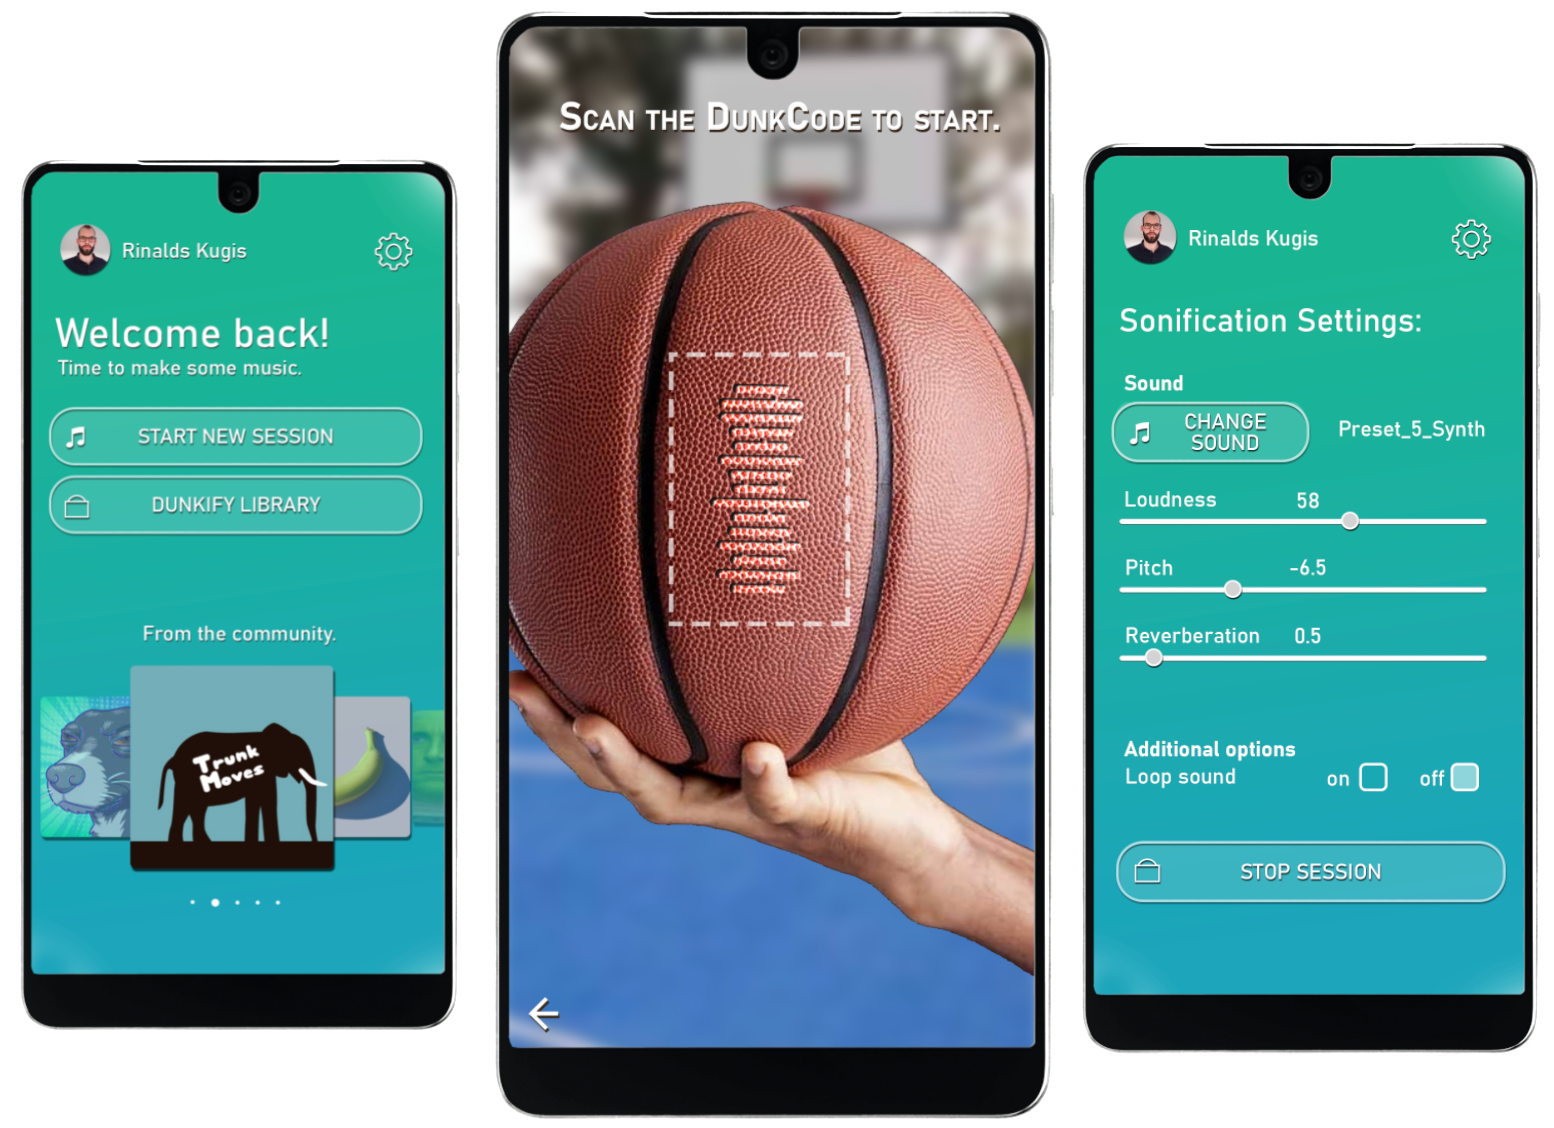 Rinalds Kugis
Welcome back!
Time to make some music.
START NEW SESSION
DUNKIFY LIBRARY
From the community.
Trunk
Moves
SCAN THE DUNKCODE TO START.
Rinalds Kugis
Sonification Settings:
Sound
CHANGE
SOUND
Preset_5_Synth
Loudness 58
Pitch -6.5
Reverberation 0.5
Additional options
Loop sound on off
STOP SESSION